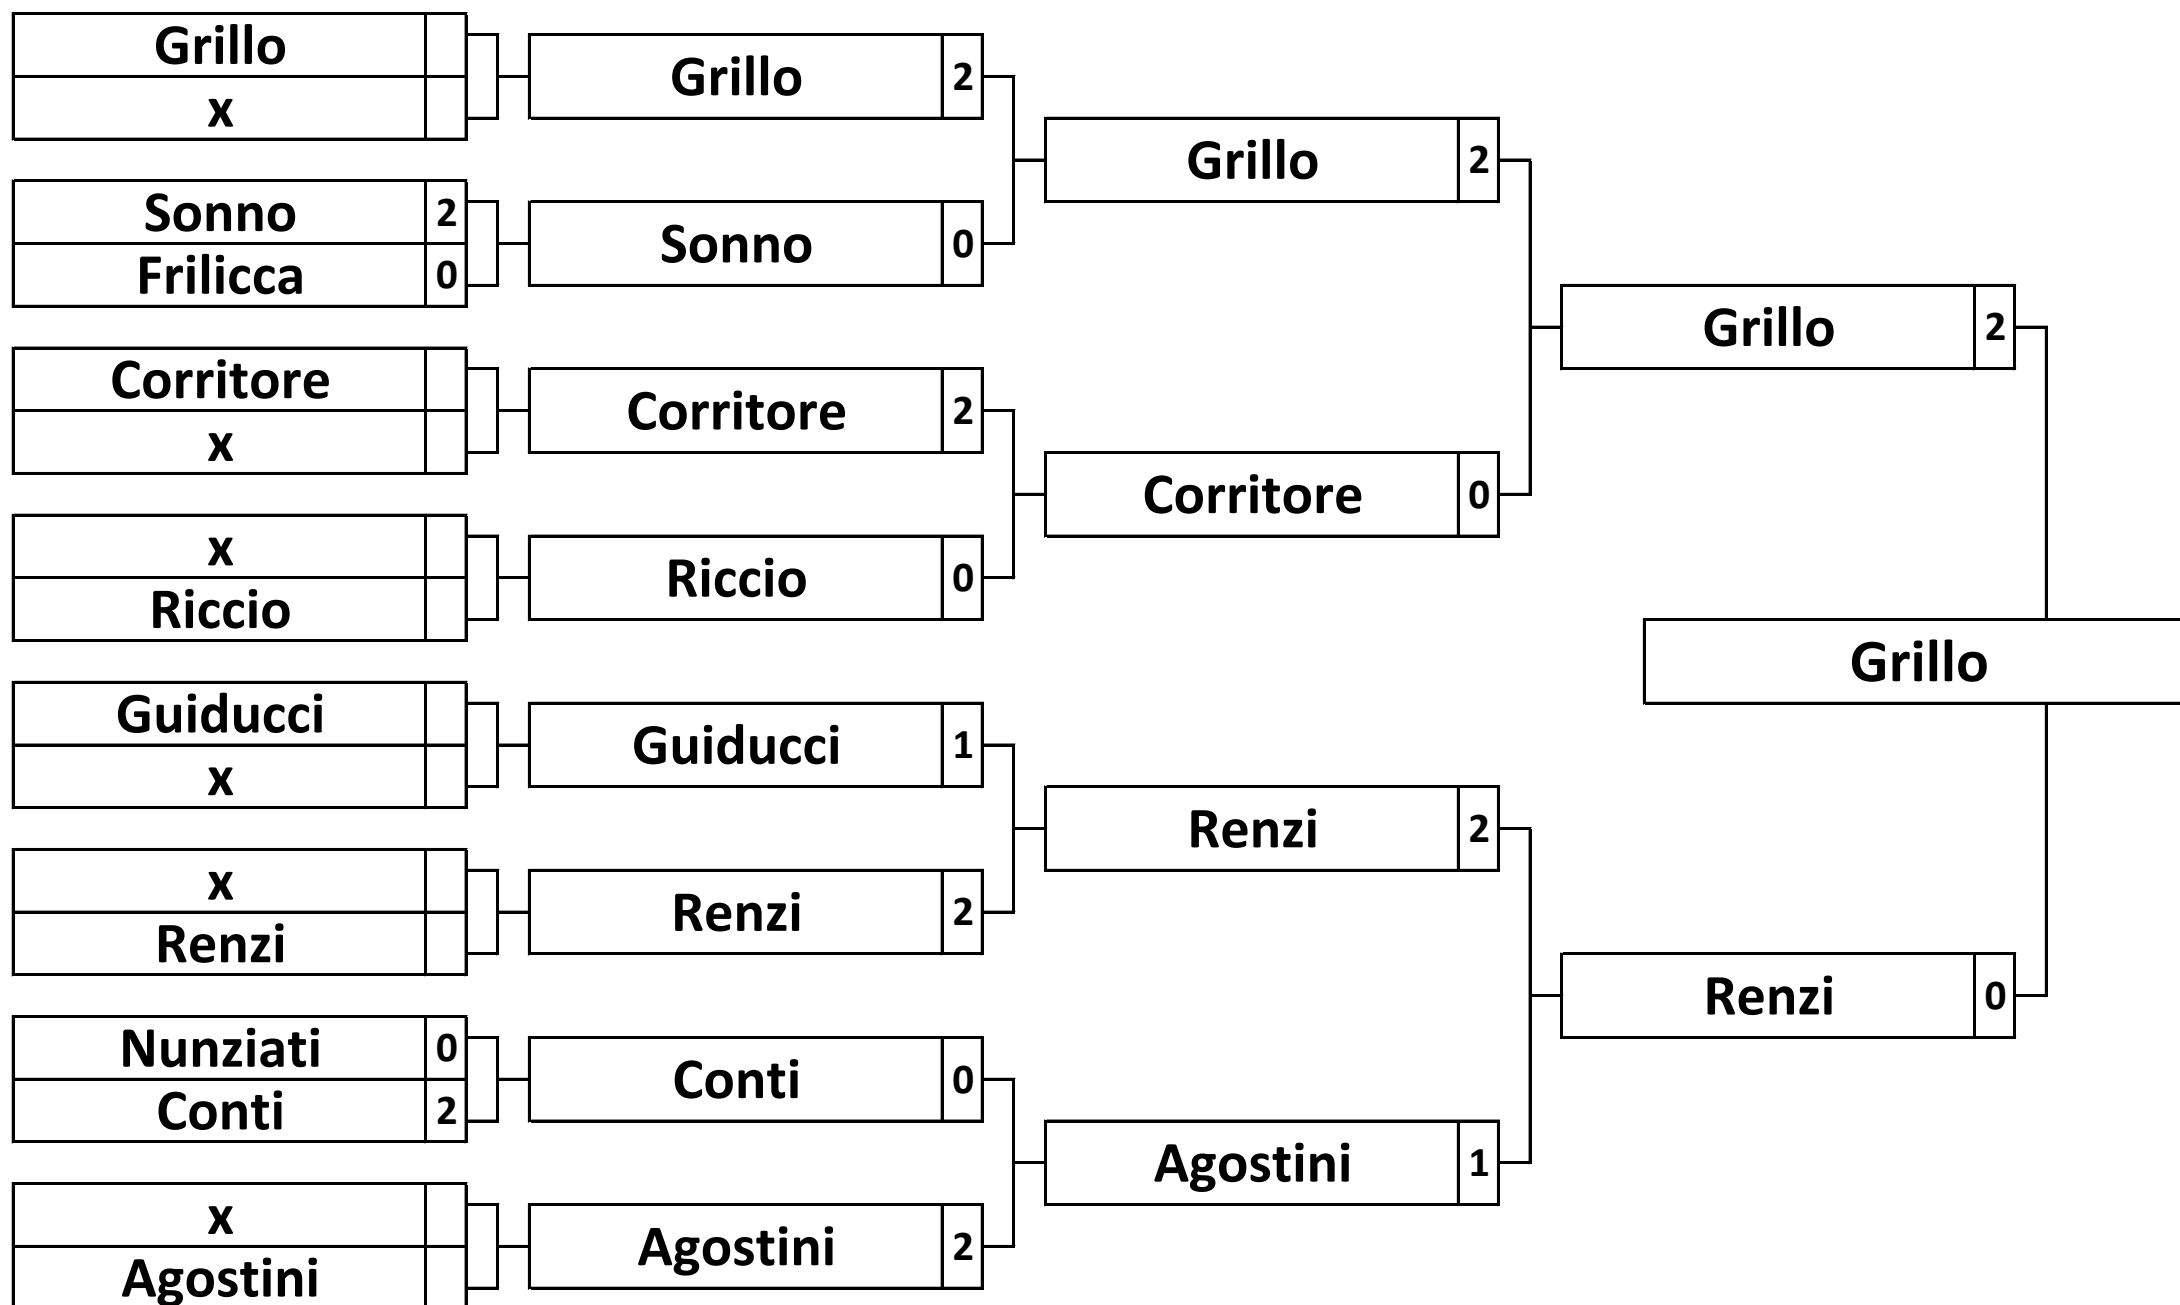 Grillo
x
Sonno 2
Frilicca 0
Corritore
x
x
Riccio
Guiducci
x
x
Renzi
Nunziati 0
Conti 2
x
Agostini
Grillo 2
Sonno 0
Corritore 2
Riccio 0
Guiducci 1
Renzi 2
Conti 0
Agostini 2
Grillo 2
Corritore 0
Renzi 2
Agostini 1
Grillo 2
Renzi 0
Grillo